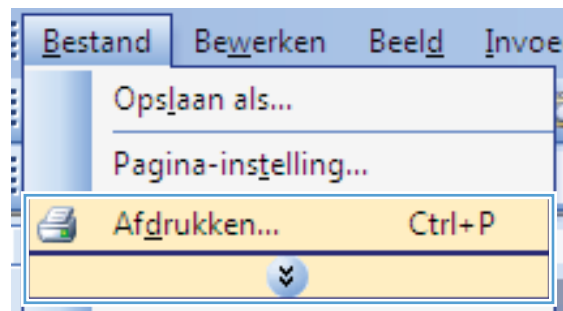 Bestand Bewerken Beeld Invoe
Opslaan als...
Pagina-instelling...
Afdrukken... Ctrl+P